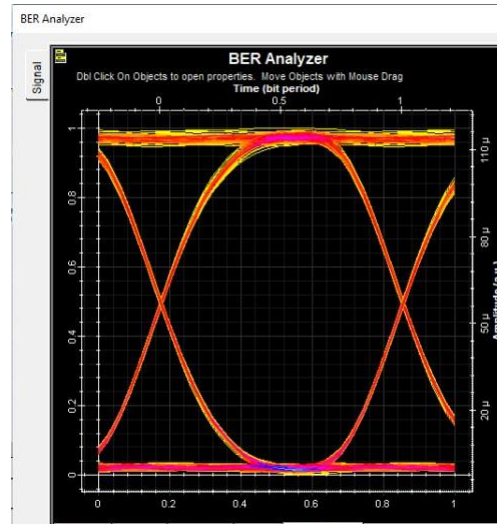 BER Analyzer
Signal
BER Analyzer
Dbl Click On Objects to open properties. Move Objects with Mouse Drag
Time (bit period)
0 0.5 1
1
0.8
0.6
0.4
0.2
0
110 µ
80 µ
50 µ
20 µ
Amplitude (a.u.)
0 0.2 0.4 0.6 0.8 1